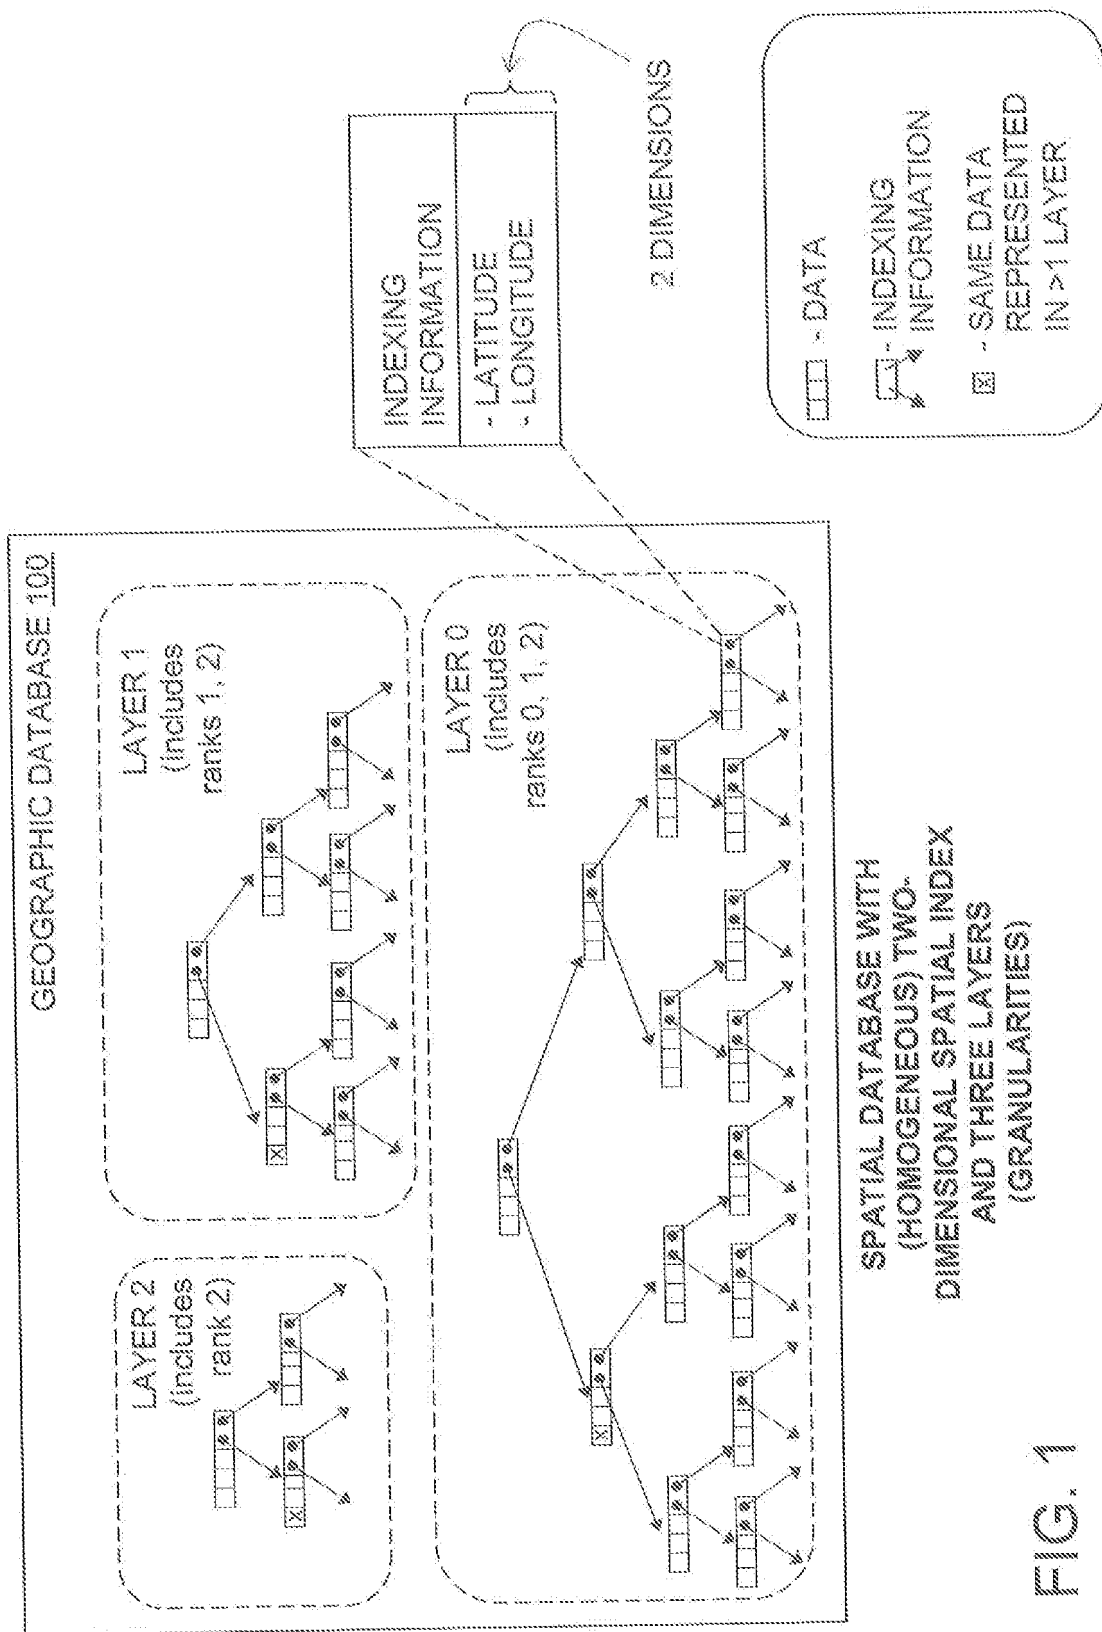 GEOGRAPHIC DATABASE 100
LAYER 2
(includes
rank 2)
X
LAYER 1
(includes
ranks 1, 2)
X
LAYER 0
(includes
ranks 0, 1, 2)
X
INDEXING
INFORMATION
- LATITUDE
- LONGITUDE
2 DIMENSIONS
- DATA
- INDEXING
INFORMATION
X
- SAME DATA
REPRESENTED
IN >1 LAYER
SPATIAL DATABASE WITH
(HOMOGENEOUS) TWO-
DIMENSIONAL SPATIAL INDEX
AND THREE LAYERS
(GRANULARITIES)
FIG. 1